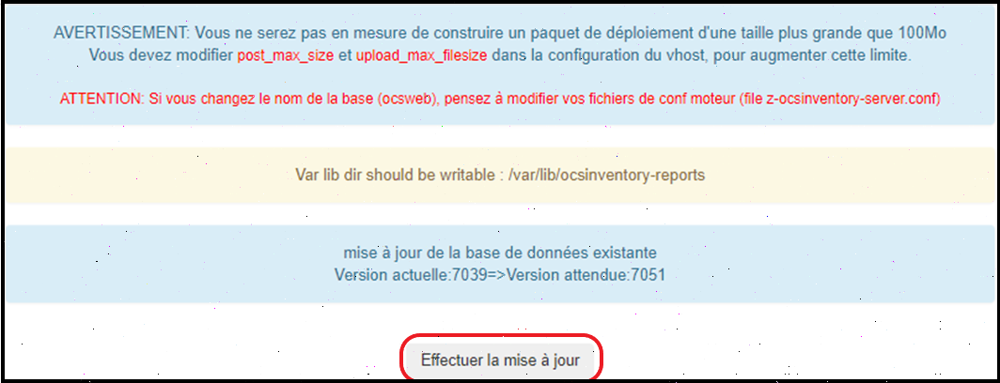 AVERTISSEMENT: Vous ne serez pas en mesure de construire un paquet de déploiement d'une taille plus grande que 100Mo
Vous devez modifier post_max_size et upload_max_filesize dans la configuration du vhost, pour augmenter cette limite.
ATTENTION: Si vous changez le nom de la base (ocsweb), pensez à modifier vos fichiers de conf moteur (file z-ocsinventory-server.conf)
Var lib dir should be writable : /var/lib/ocsinventory-reports
mise à jour de la base de données existante
Version actuelle:7039=>Version attendue:7051
Effectuer la mise à jour